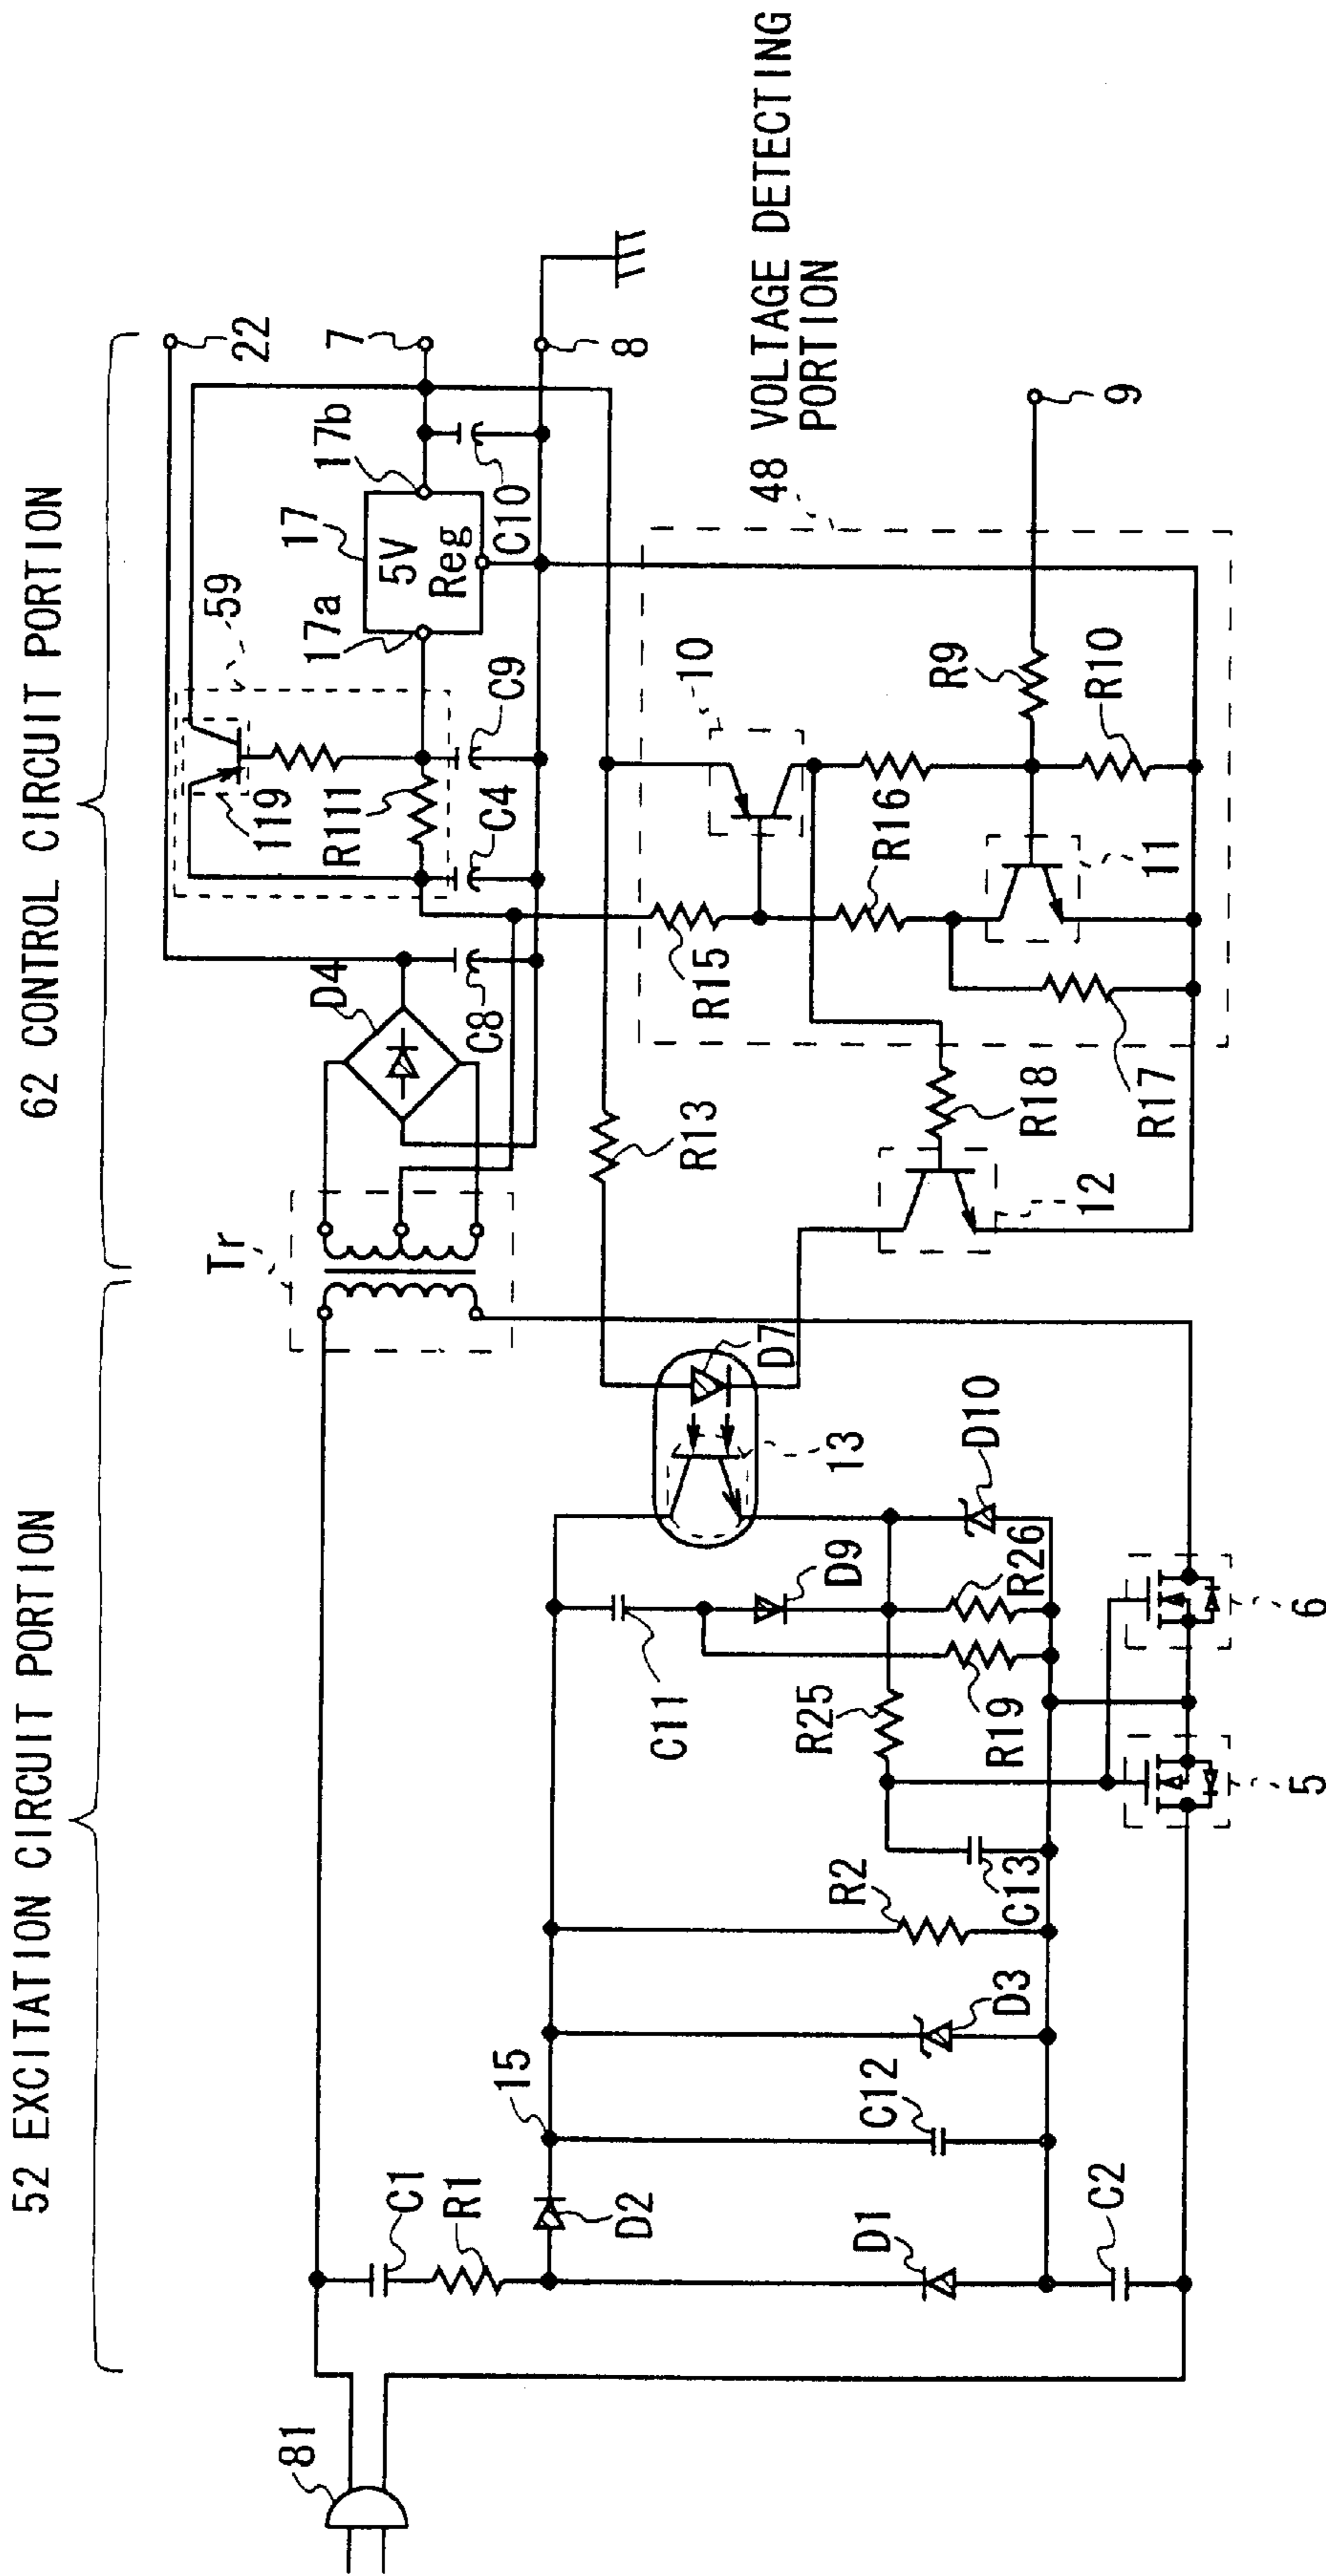 52 EXCITATION CIRCUIT PORTION
62 CONTROL CIRCUIT PORTION
81
C1
R1
D2
15
D1
C2
C12
D3
R2
C13
R25
C11
R19
D9
R26
D10
13
D7
5
6
Tr
D4
C8
22
59
119
R111
C4
C9
17a
17
5V
Reg
17b
C10
7
8
R13
12
R18
R17
R15
R16
10
11
R9
R10
9
48 VOLTAGE DETECTING
PORTION